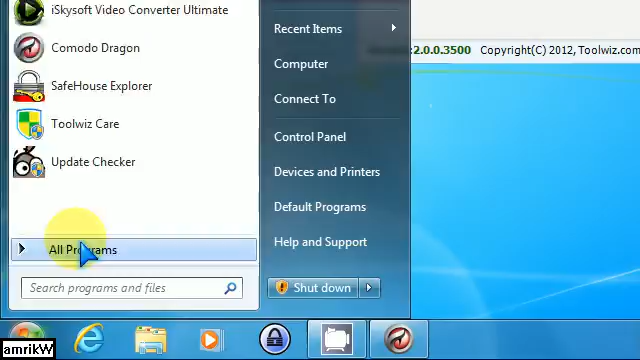 iSkysoft Video Converter Ultimate
Comodo Dragon
SafeHouse Explorer
Toolwiz Care
Update Checker
All Programs
Search programs and files
Recent Items
Computer
Connect To
Control Panel
Devices and Printers
Default Programs
Help and Support
Shut down
2.0.0.3500 Copyright(C) 2012, Toolwiz.com
amrikW